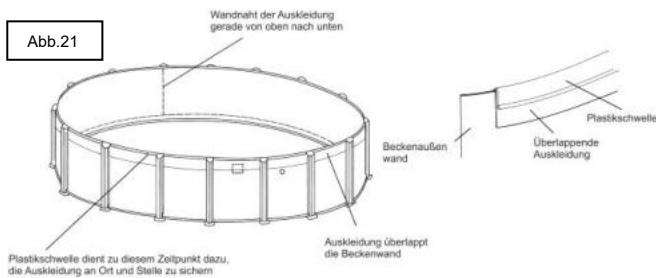 Abb.21
Wandnaht der Auskleidung
gerade von oben nach unten
Plastikschwelle
Beckenaußen
wand
Überlappende
Auskleidung
Auskleidung überlappt
die Beckenwand
Plastikschwelle dient zu diesem Zeitpunkt dazu,
die Auskleidung an Ort und Stelle zu sichern